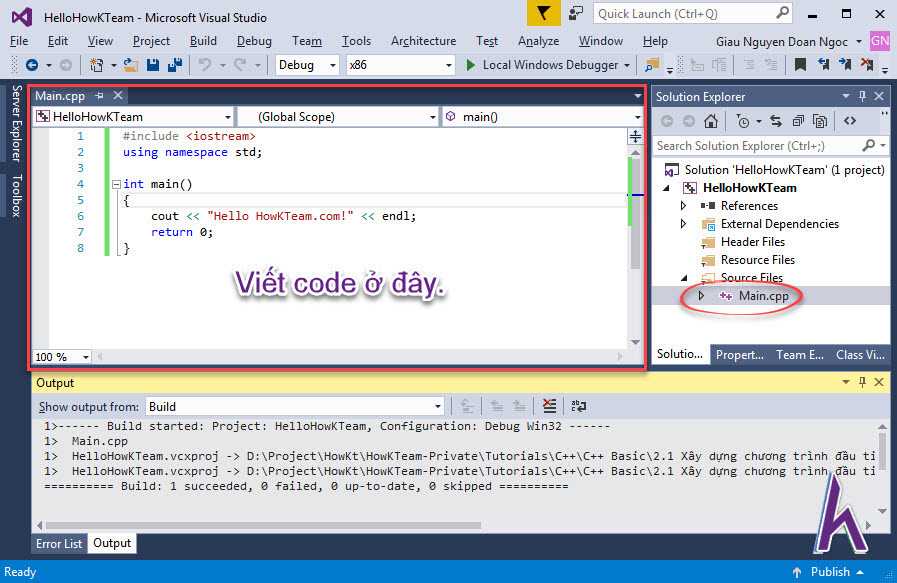 HelloHowKTeam - Microsoft Visual Studio
Quick Launch (Ctrl+Q)
File Edit View Project Build Debug Team Tools Architecture Test Analyze Window Help Giau Nguyen Doan Ngoc GN
Debug x86 Local Windows Debugger
Server Explorer
Toolbox
Main.cpp
HelloHowKTeam (Global Scope) main()
1 #include <iostream>
2 using namespace std;
3
4 int main()
5 {
6 cout << "Hello HowKTeam.com!" << endl;
7 return 0;
8 }
Viết code ở đây.
100 %
Solution Explorer
Search Solution Explorer (Ctrl+;)
Solution 'HelloHowKTeam' (1 project)
HelloHowKTeam
References
External Dependencies
Header Files
Resource Files
Source Files
Main.cpp
Solutio... Propert... Team E... Class Vi...
Output
Show output from: Build
1>------ Build started: Project: HelloHowKTeam, Configuration: Debug Win32 ------
1> Main.cpp
1> HelloHowKTeam.vcxproj -> D:\Project\HowKt\HowKTeam-Private\Tutorials\C++\C++ Basic\2.1 Xây dựng chương trình đầu ti
1> HelloHowKTeam.vcxproj -> D:\Project\HowKt\HowKTeam-Private\Tutorials\C++\C++ Basic\2.1 Xây dựng chương trình đầu ti
========== Build: 1 succeeded, 0 failed, 0 up-to-date, 0 skipped ==========
Error List Output
Ready Publish